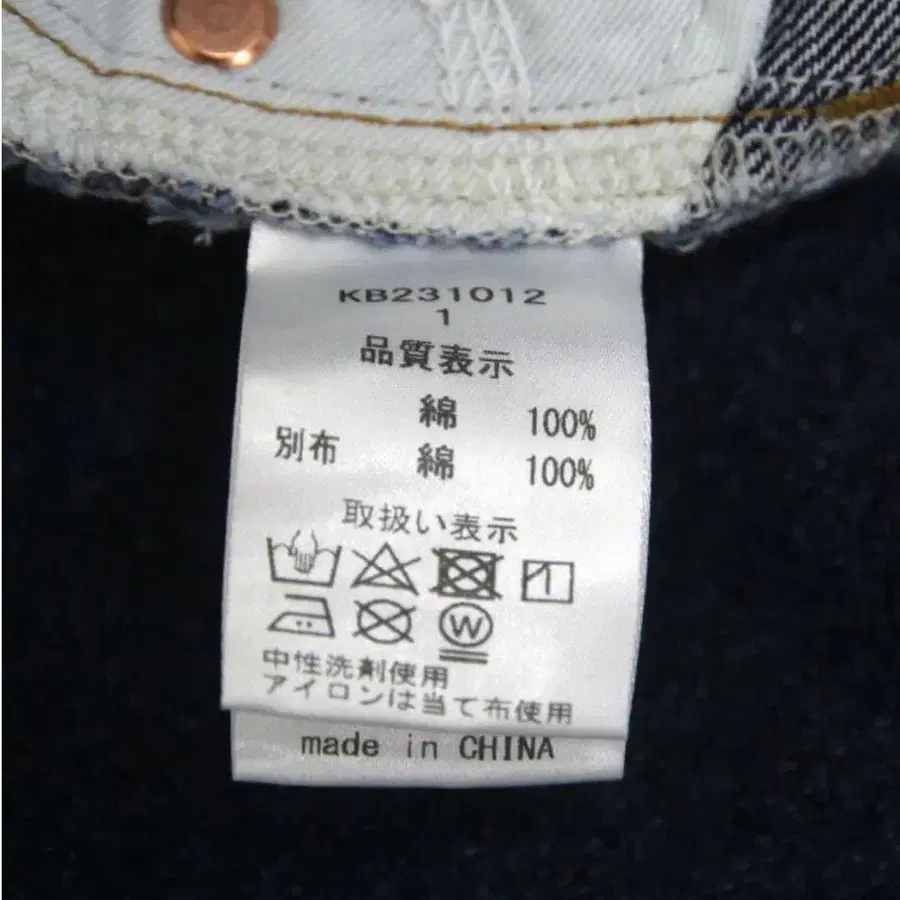 KB231012
1
品質表示
綿 100%
別布 綿 100%
取扱い表示
W
中性洗剤使用
アイロンは当て布使用
made in CHINA